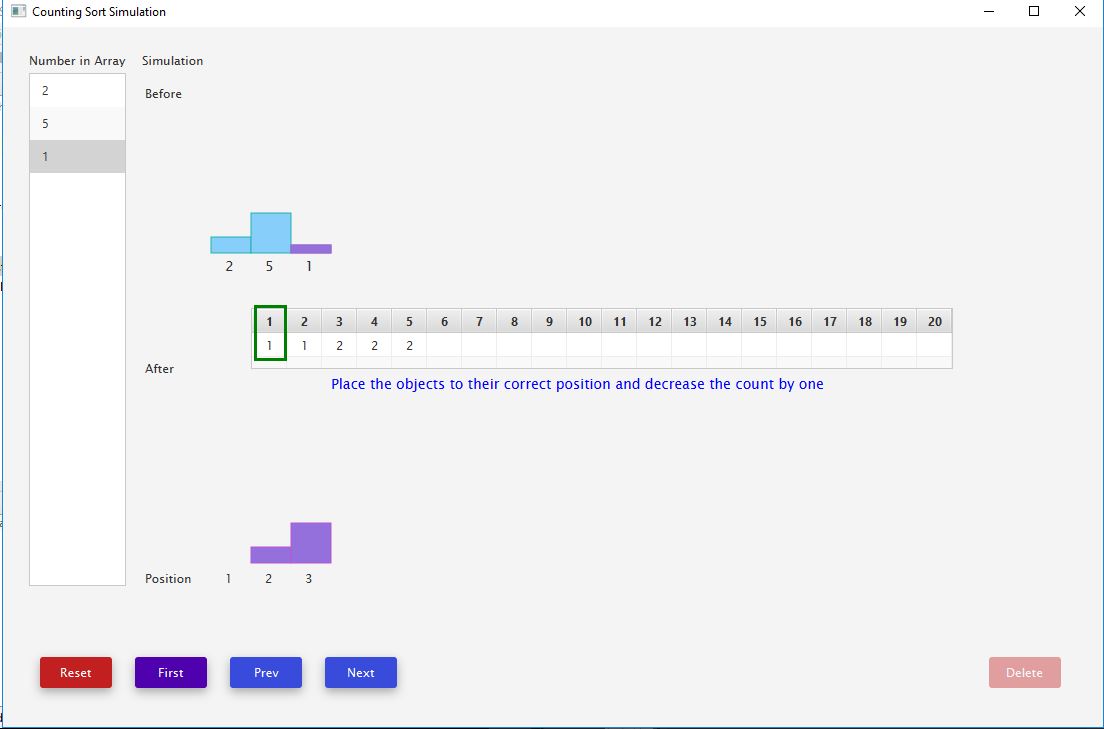 Counting Sort Simulation
Number in Array
Simulation
2
5
1
Before
2 5 1
1 2 3 4 5 6 7 8 9 10 11 12 13 14 15 16 17 18 19 20
1 1 2 2 2
After
Place the objects to their correct position and decrease the count by one
Position 1 2 3
Reset
First
Prev
Next
Delete